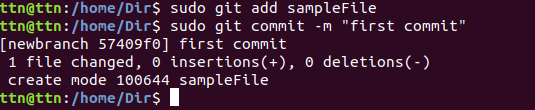 ttn@ttn:/home/Dir$ sudo git add sampleFile
ttn@ttn:/home/Dir$ sudo git commit -m "first commit"
[newbranch 57409f0] first commit
 1 file changed, 0 insertions(+), 0 deletions(-)
 create mode 100644 sampleFile
ttn@ttn:/home/Dir$